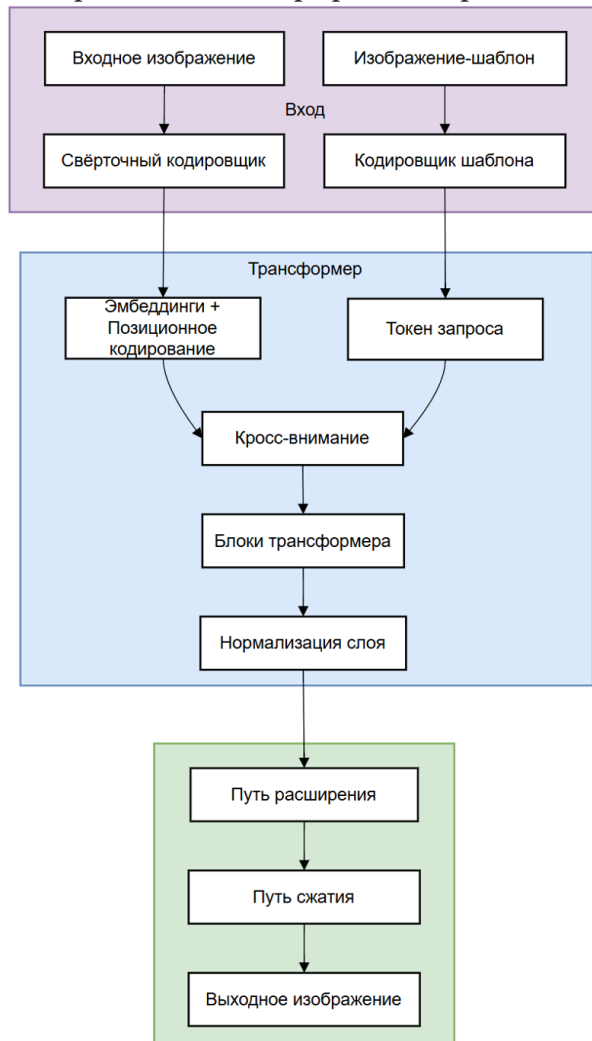 Входное изображение
Изображение-шаблон
Вход
Свёрточный кодировщик
Кодировщик шаблона
Трансформер
Эмбеддинги +
Позиционное
кодирование
Токен запроса
Кросс-внимание
Блоки трансформера
Нормализация слоя
Путь расширения
Путь сжатия
Выходное изображение